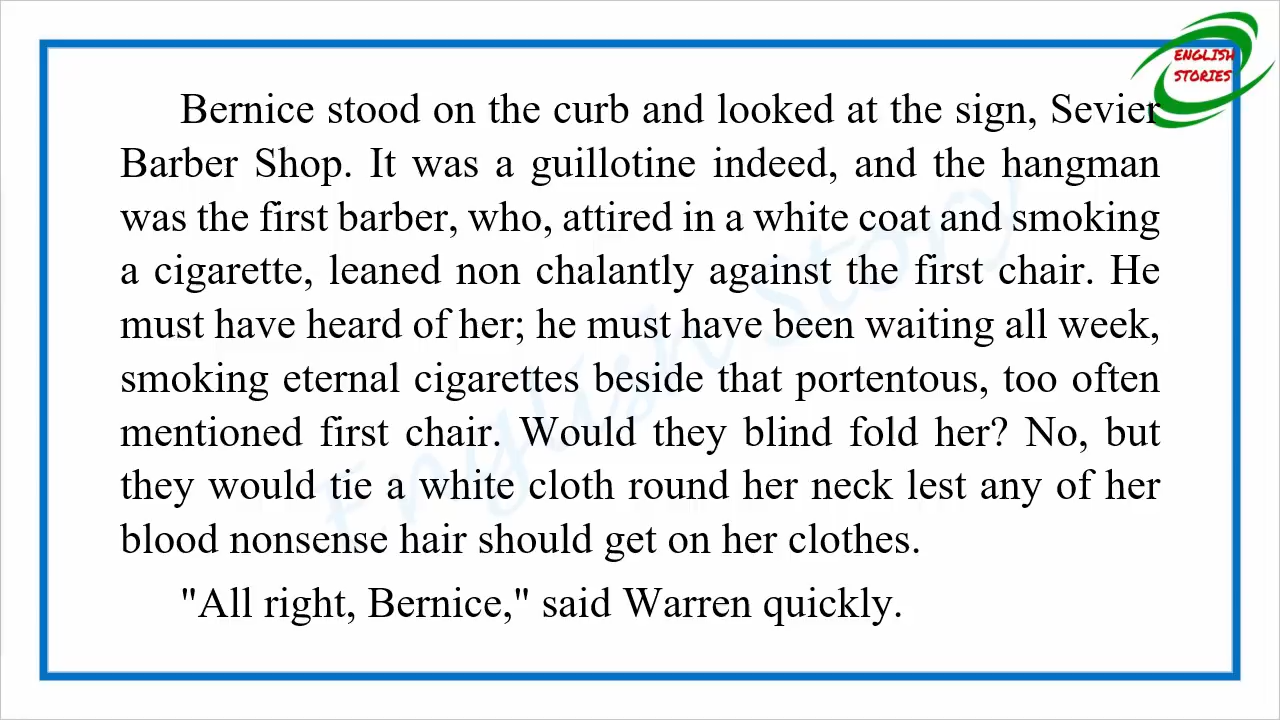 ENGLISH
STORIES
Bernice stood on the curb and looked at the sign, Sevier
Barber Shop. It was a guillotine indeed, and the hangman
was the first barber, who, attired in a white coat and smoking
a cigarette, leaned non chalantly against the first chair. He
must have heard of her; he must have been waiting all week,
smoking eternal cigarettes beside that portentous, too often
mentioned first chair. Would they blind fold her? No, but
they would tie a white cloth round her neck lest any of her
blood nonsense hair should get on her clothes.
"All right, Bernice," said Warren quickly.
English Story